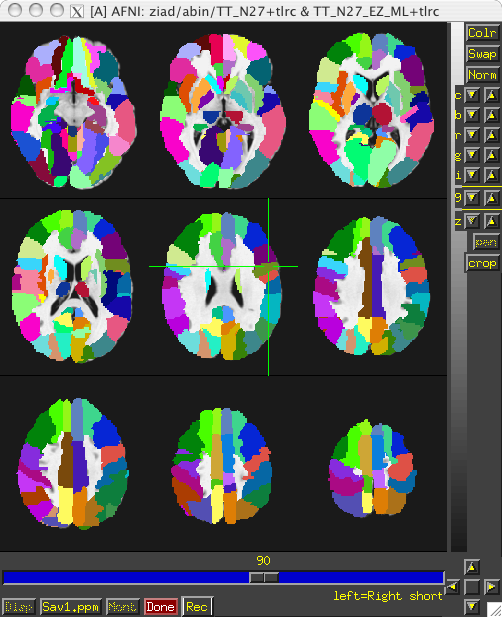 X [A] AFNI: ziad/abin/TT_N27+tlrc & TT_N27_EZ_ML+tlrc
Colr
Swap
Norm
c
b
r
g
i
9
z
pan
crop
90
left=Right short
Disp Sav1.ppm Mont Done Rec